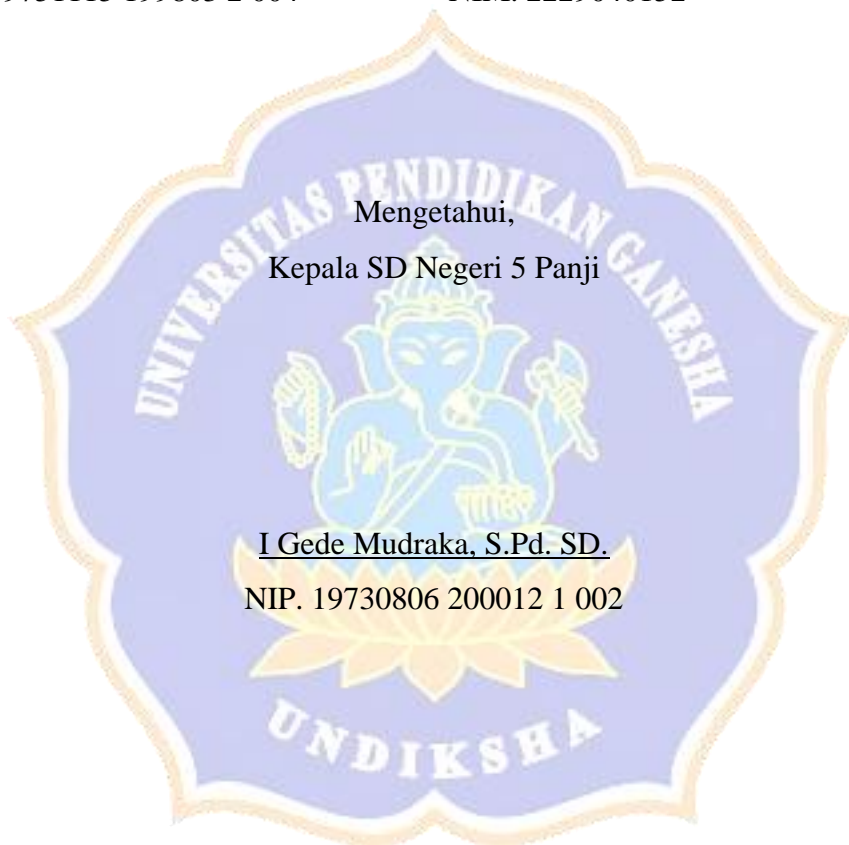 Mengetahui,
Kepala SD Negeri 5 Panji
UNIVERSITAS PENDIDIKAN GANESHA
I Gede Mudraka, S.Pd. SD.
NIP. 19730806 200012 1 002
UNDIKSHA